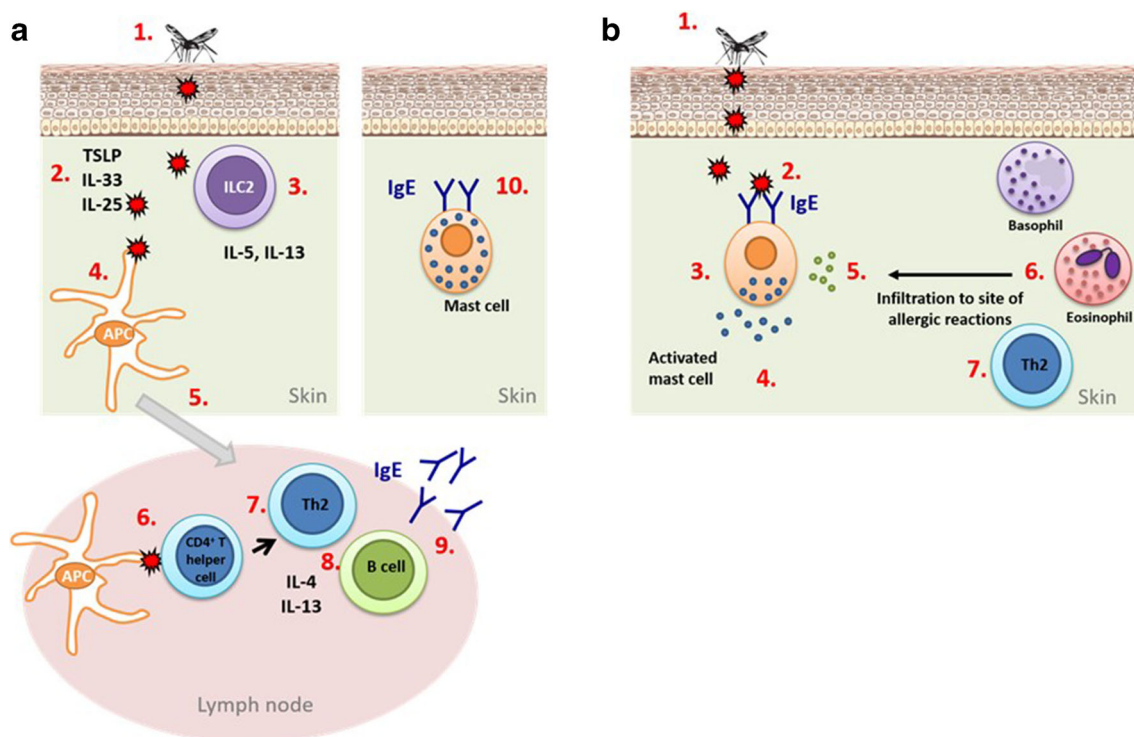 a
1.
2.
TSLP
IL-33
IL-25
ILC2
3.
IL-5, IL-13
4.
APC
5.
Skin
IgE
10.
Mast cell
Skin
6.
APC
CD4⁺ T
helper
cell
7.
Th2
IL-4
IL-13
8.
B cell
IgE
9.
Lymph node
b
1.
2.
IgE
3.
Activated
mast cell
4.
5.
Infiltration to site of
allergic reactions
Basophil
6.
Eosinophil
7.
Th2
Skin